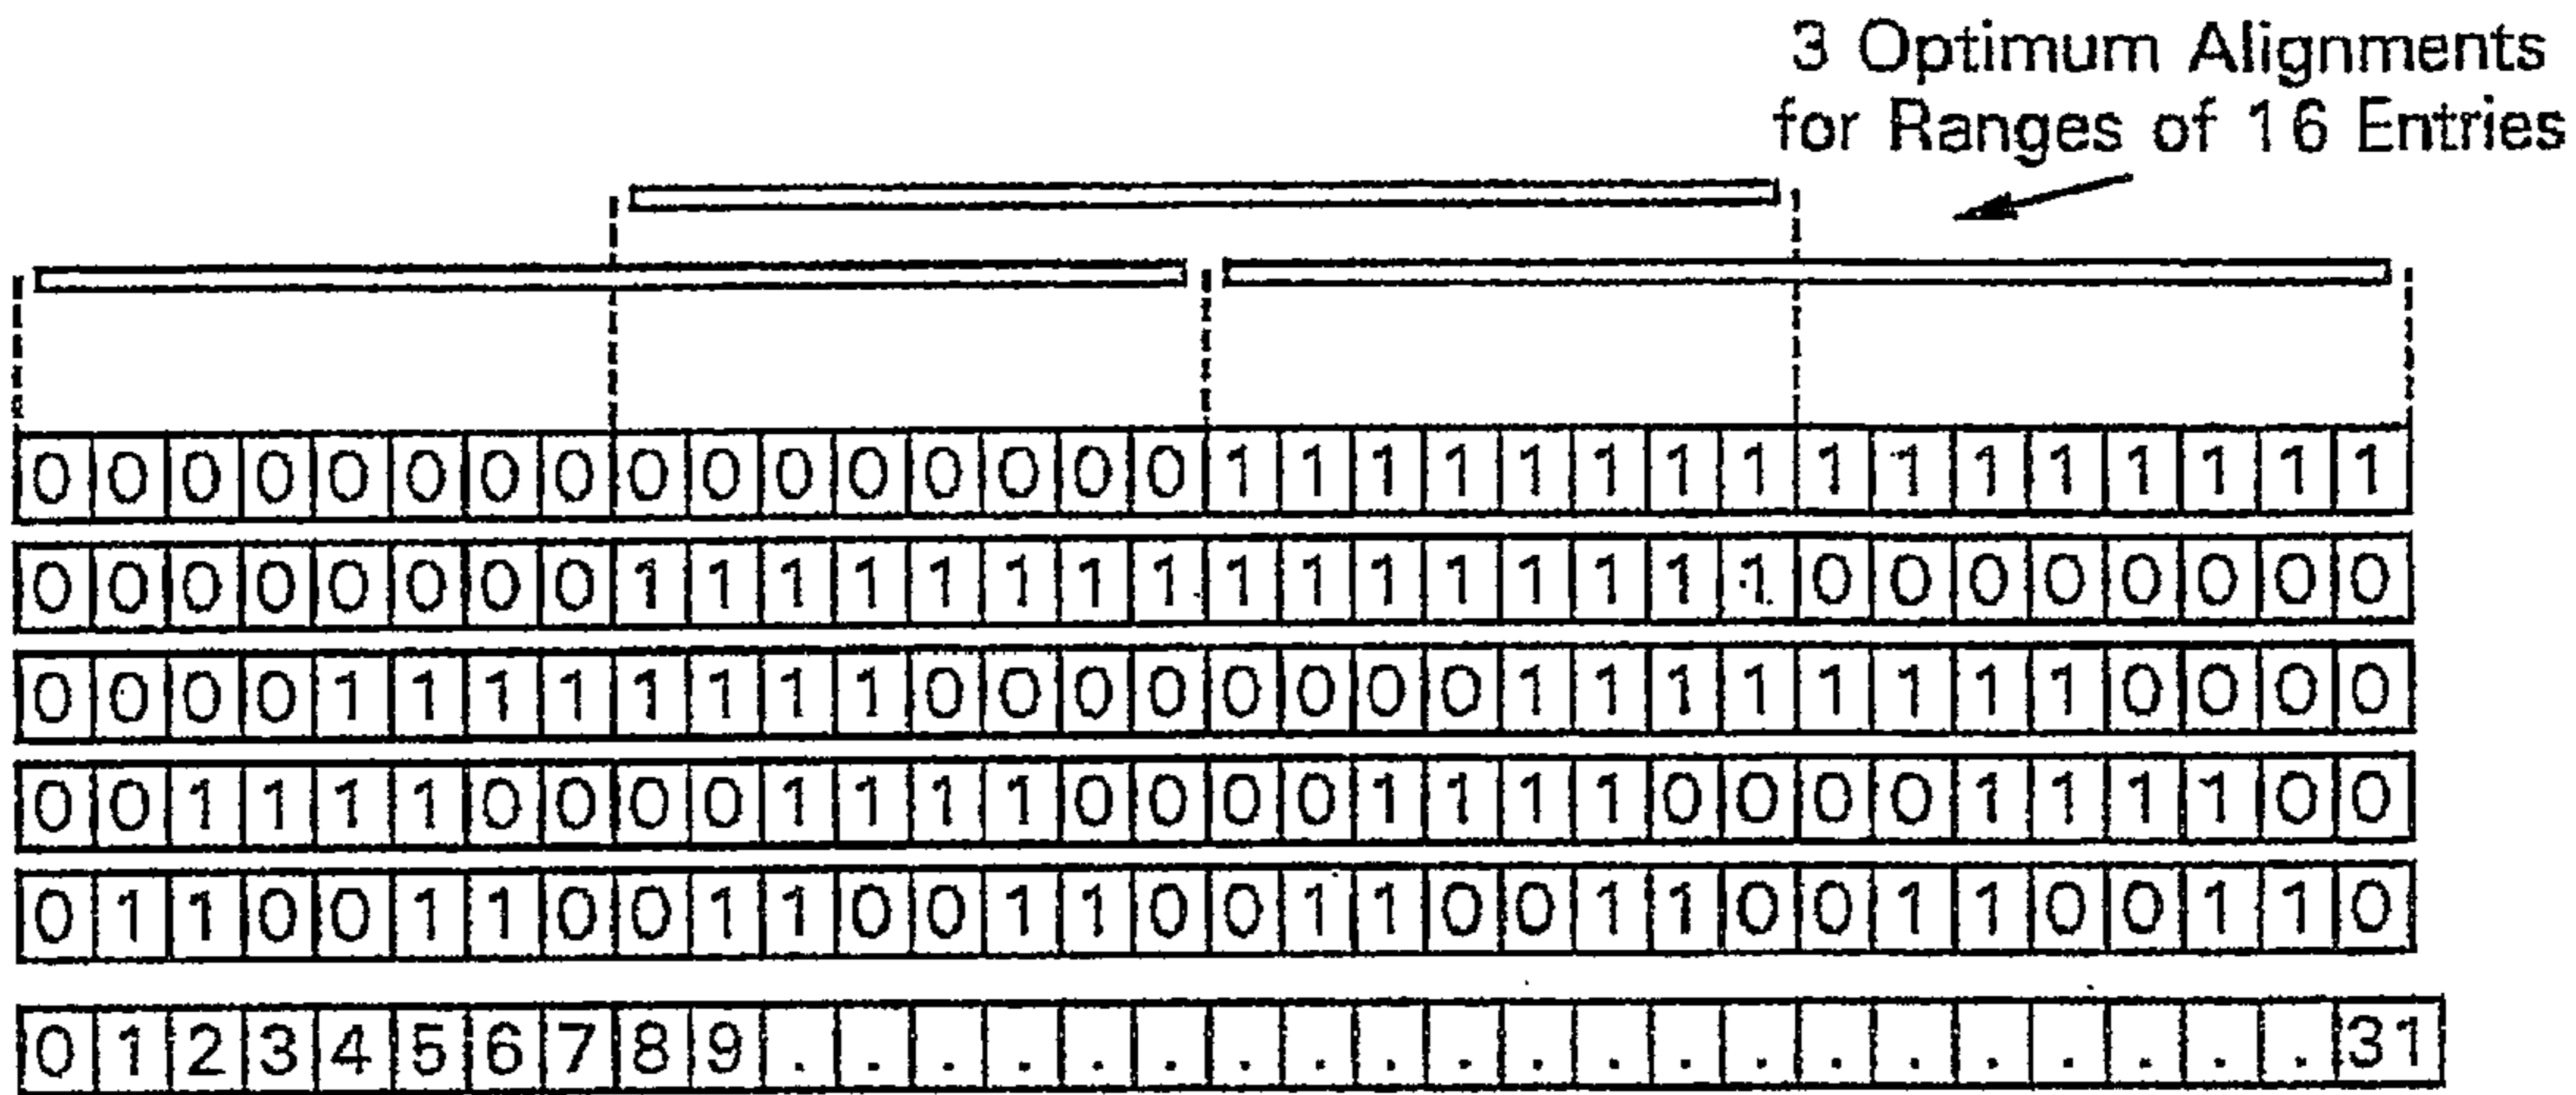 3 Optimum Alignments
for Ranges of 16 Entries
0 0 0 0 0 0 0 0 0 0 0 0 0 0 0 0 1 1 1 1 1 1 1 1 1 1 1 1 1 1 1 1
0 0 0 0 0 0 0 0 1 1 1 1 1 1 1 1 1 1 1 1 1 1 1 1 0 0 0 0 0 0 0 0
0 0 0 0 1 1 1 1 1 1 1 1 0 0 0 0 0 0 0 0 1 1 1 1 1 1 1 1 0 0 0 0
0 0 1 1 1 1 0 0 0 0 1 1 1 1 0 0 0 0 1 1 1 1 0 0 0 0 1 1 1 1 0 0
0 1 1 0 0 1 1 0 0 1 1 0 0 1 1 0 0 1 1 0 0 1 1 0 0 1 1 0 0 1 1 0
0 1 2 3 4 5 6 7 8 9 . . . . . . . . . . . . . . . . . . . . . 31